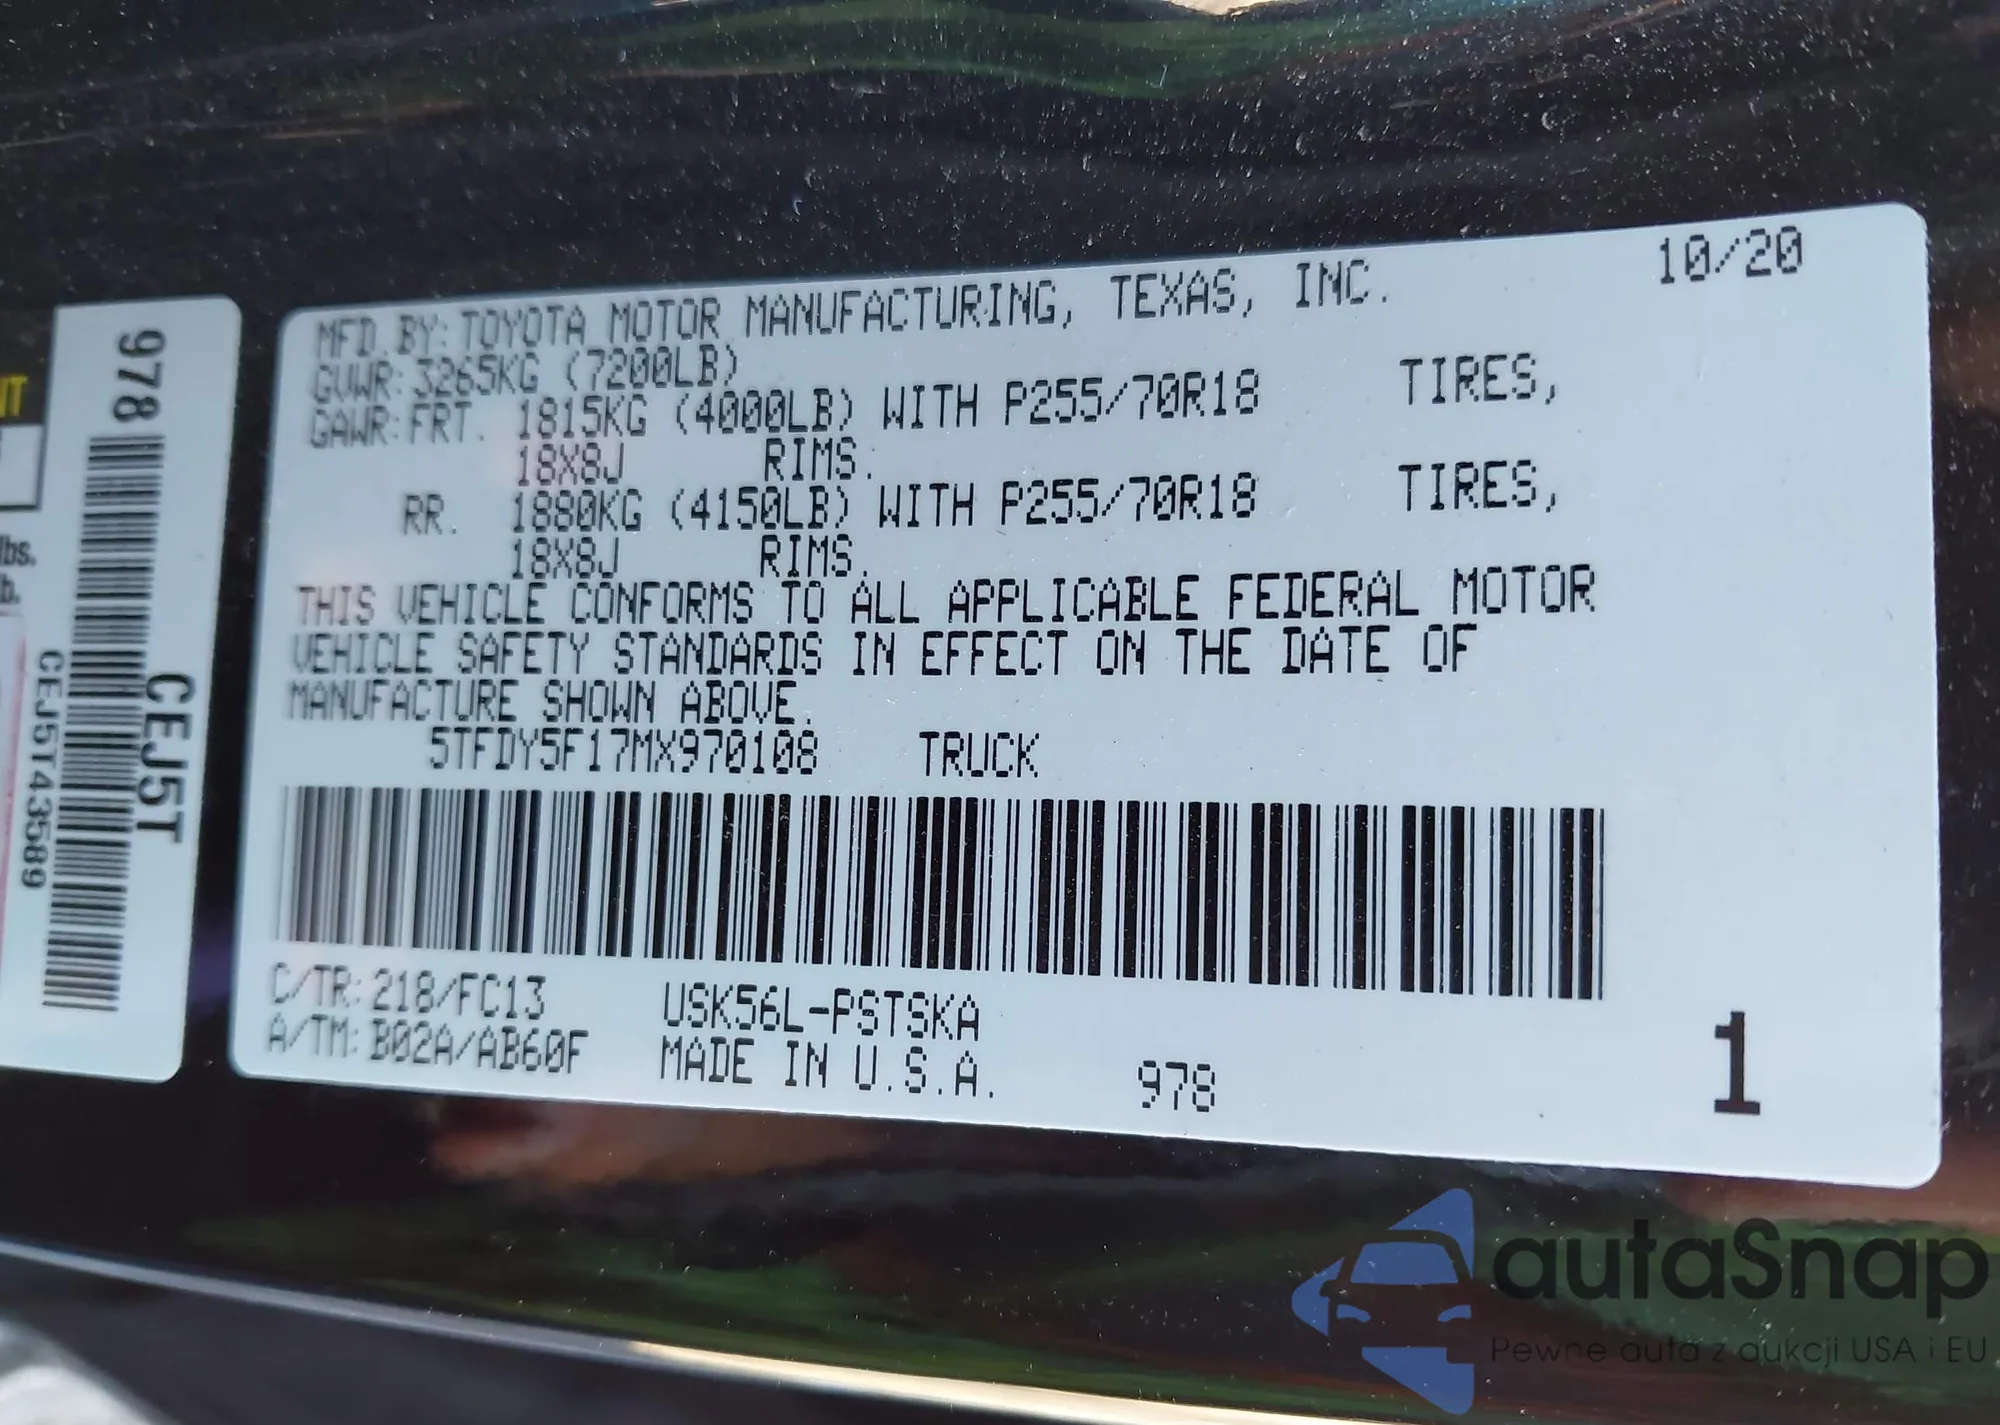 NT
lbs.
lb.
978
CEJ5T
CEJ5T43589
10/20
MFD. BY: TOYOTA MOTOR MANUFACTURING, TEXAS, INC.
GVWR: 3265KG (7200LB)
GAWR: FRT. 1815KG (4000LB) WITH P255/70R18 TIRES,
18X8J RIMS.
RR. 1880KG (4150LB) WITH P255/70R18 TIRES,
18X8J RIMS.
THIS VEHICLE CONFORMS TO ALL APPLICABLE FEDERAL MOTOR
VEHICLE SAFETY STANDARDS IN EFFECT ON THE DATE OF
MANUFACTURE SHOWN ABOVE.
5TFDY5F17MX970108 TRUCK
C/TR: 218/FC13 USK56L-PSTSKA
A/TM: B02A/AB60F MADE IN U.S.A. 978
1
autaSnap
Pewne auta z aukcji USA i EU